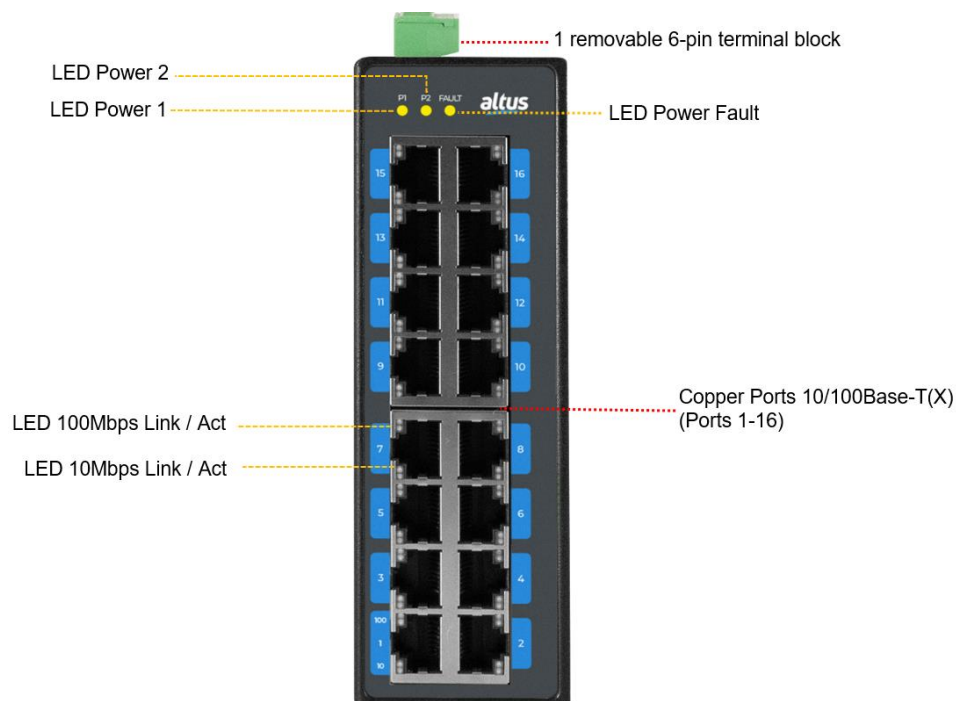 1 removable 6-pin terminal block
LED Power 2
LED Power 1
P1 P2 FAULT
altus
LED Power Fault
15 16
13 14
11 12
9 10
Copper Ports 10/100Base-T(X)
(Ports 1-16)
LED 100Mbps Link / Act
7 8
LED 10Mbps Link / Act
5 6
3 4
100
1 2
10